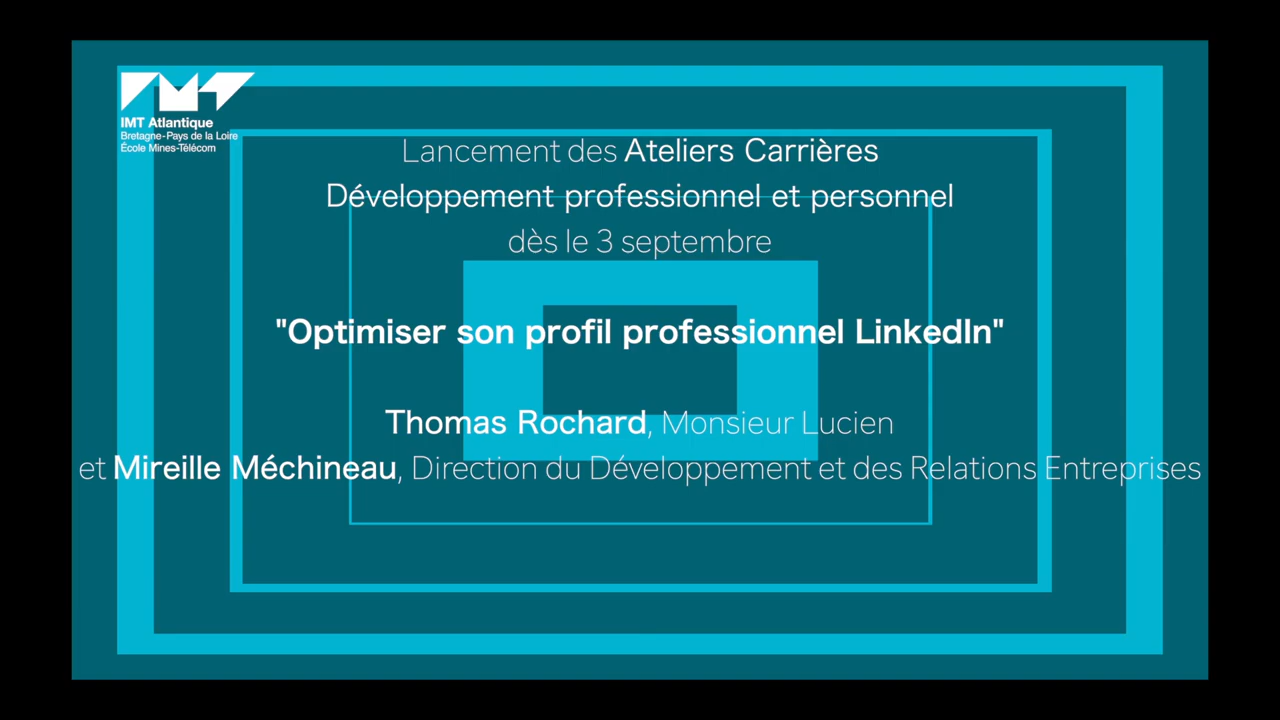 IMT Atlantique
Bretagne-Pays de la Loire
École Mines-Télécom
Lancement des Ateliers Carrières
Développement professionnel et personnel
dès le 3 septembre
"Optimiser son profil professionnel LinkedIn"
Thomas Rochard, Monsieur Lucien
et Mireille Méchineau, Direction du Développement et des Relations Entreprises